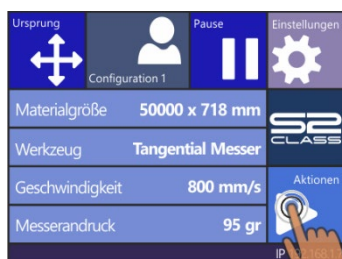 Ursprung
Configuration 1
Pause
Einstellungen
Materialgröße 50000 x 718 mm
Werkzeug Tangential Messer
Geschwindigkeit 800 mm/s
Messerandruck 95 gr
S2
CLASS
Aktionen
IP